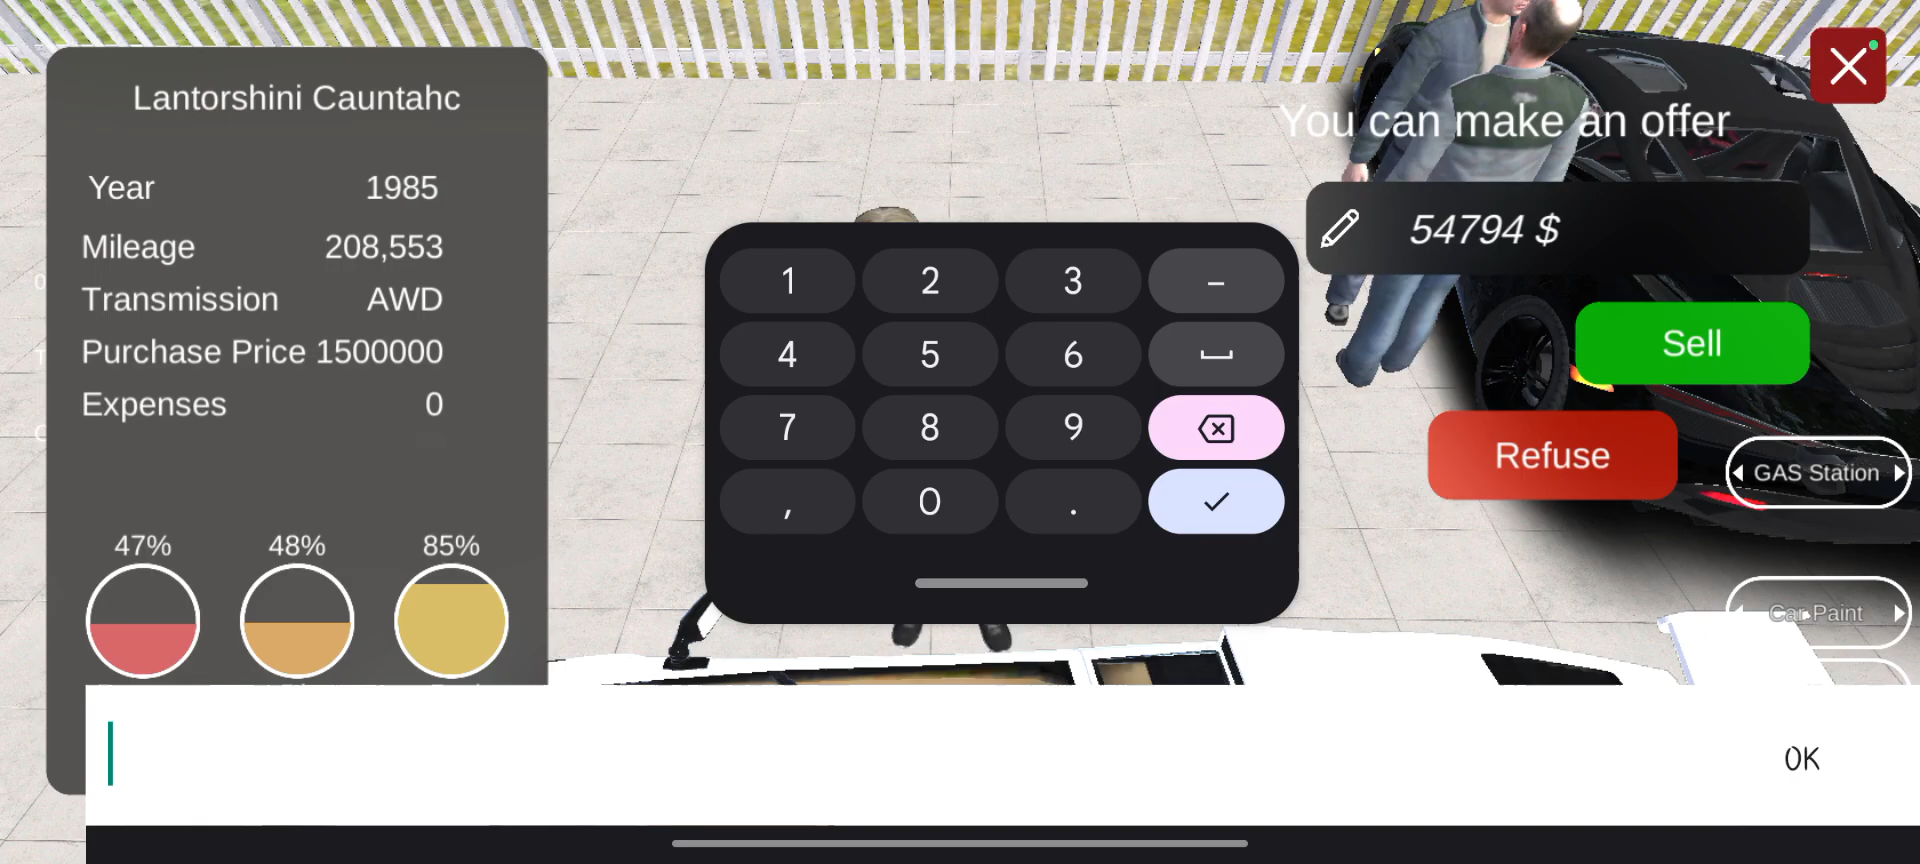 Lantorshini Cauntahc
Year 1985
Mileage 208,553
Transmission AWD
Purchase Price 1500000
Expenses 0
47% 48% 85%
1 2 3 –
4 5 6
7 8 9
, 0 .
You can make an offer
54794 $
Sell
Refuse
GAS Station
Car Paint
OK